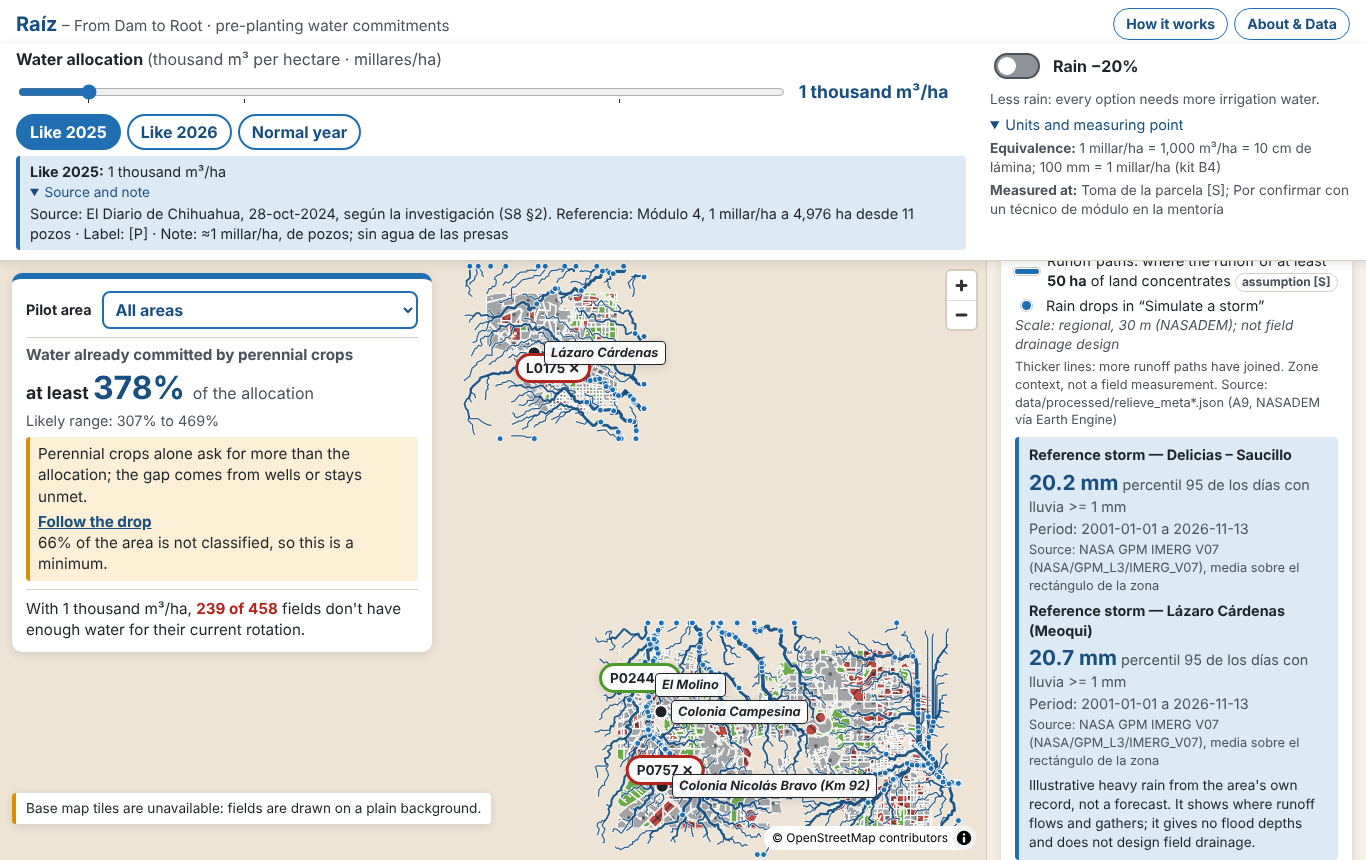 Raíz – From Dam to Root · pre-planting water commitments
How it works
About & Data
Water allocation (thousand m³ per hectare · millares/ha)
1 thousand m³/ha
Like 2025
Like 2026
Normal year
Like 2025: 1 thousand m³/ha
▼ Source and note
Source: El Diario de Chihuahua, 28-oct-2024, según la investigación (S8 §2). Referencia: Módulo 4, 1 millar/ha a 4,976 ha desde 11
pozos · Label: [P] · Note: ≈1 millar/ha, de pozos; sin agua de las presas
Rain −20%
Less rain: every option needs more irrigation water.
▼ Units and measuring point
Equivalence: 1 millar/ha = 1,000 m³/ha = 10 cm de
lámina; 100 mm = 1 millar/ha (kit B4)
Measured at: Toma de la parcela [S]; Por confirmar con
un técnico de módulo en la mentoría
Pilot area
All areas
Water already committed by perennial crops
at least 378% of the allocation
Likely range: 307% to 469%
Perennial crops alone ask for more than the
allocation; the gap comes from wells or stays
unmet.
Follow the drop
66% of the area is not classified, so this is a
minimum.
With 1 thousand m³/ha, 239 of 458 fields don't have
enough water for their current rotation.
Base map tiles are unavailable: fields are drawn on a plain background.
+
−
Lázaro Cárdenas
L0175 ✕
P0244
El Molino
Colonia Campesina
P0757 ✕
Colonia Nicolás Bravo (Km 92)
© OpenStreetMap contributors
Runoff paths: where the runoff of at least
50 ha of land concentrates assumption [S]
Rain drops in “Simulate a storm”
Scale: regional, 30 m (NASADEM); not field
drainage design
Thicker lines: more runoff paths have joined. Zone
context, not a field measurement. Source:
data/processed/relieve_meta*.json (A9, NASADEM
vía Earth Engine)
Reference storm — Delicias – Saucillo
20.2 mm percentil 95 de los días con
lluvia >= 1 mm
Period: 2001-01-01 a 2026-11-13
Source: NASA GPM IMERG V07
(NASA/GPM_L3/IMERG_V07), media sobre el
rectángulo de la zona
Reference storm — Lázaro Cárdenas
(Meoqui)
20.7 mm percentil 95 de los días con
lluvia >= 1 mm
Period: 2001-01-01 a 2026-11-13
Source: NASA GPM IMERG V07
(NASA/GPM_L3/IMERG_V07), media sobre el
rectángulo de la zona
Illustrative heavy rain from the area's own
record, not a forecast. It shows where runoff
flows and gathers; it gives no flood depths
and does not design field drainage.